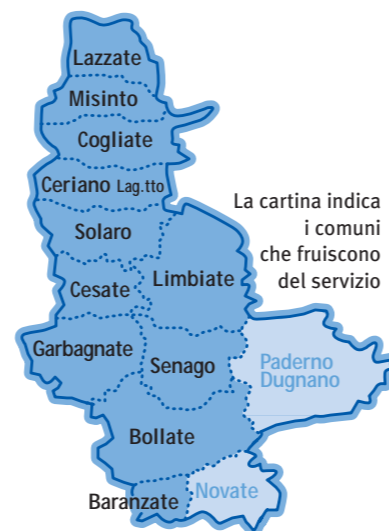 Lazzate
Misinto
Cogliate
Ceriano Lag.tto
La cartina indica
i comuni
che fruiscono
del servizio
Solaro
Limbiate
Cesate
Garbagnate
Senago
Paderno
Dugnano
Bollate
Baranzate
Novate